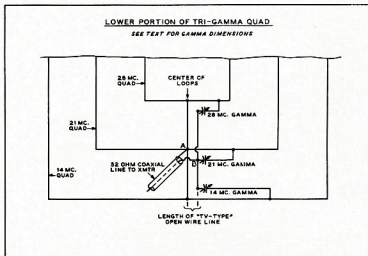 LOWER PORTION OF TRI-GAMMA QUAD
SEE TEXT FOR GAMMA DIMENSIONS
28 MC.
QUAD
CENTER OF
LOOPS
28 MC. GAMMA
21 MC.
QUAD
A
52 OHM COAXIAL
LINE TO XMTR
B
21 MC. GAMMA
14 MC.
QUAD
14 MC. GAMMA
LENGTH OF "TV-TYPE"
OPEN WIRE LINE